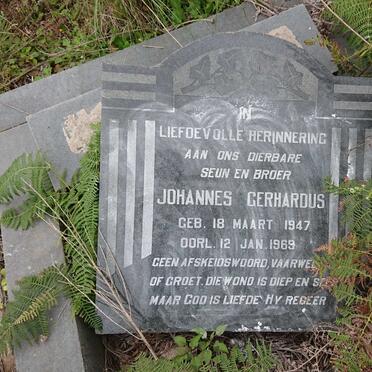 IN
LIEFDEVOLLE HERINNERING
AAN ONS DIERBARE
SEUN EN BROER
JOHANNES GERHARDUS
GEB. 18 MAART 1947
OORL. 12 JAN. 1969
GEEN AFSKEIDSWOORD, VAARWEL
OF GROET. DIE WOND IS DIEP EN
MAAR GOD IS LIEFDE HY REGEER